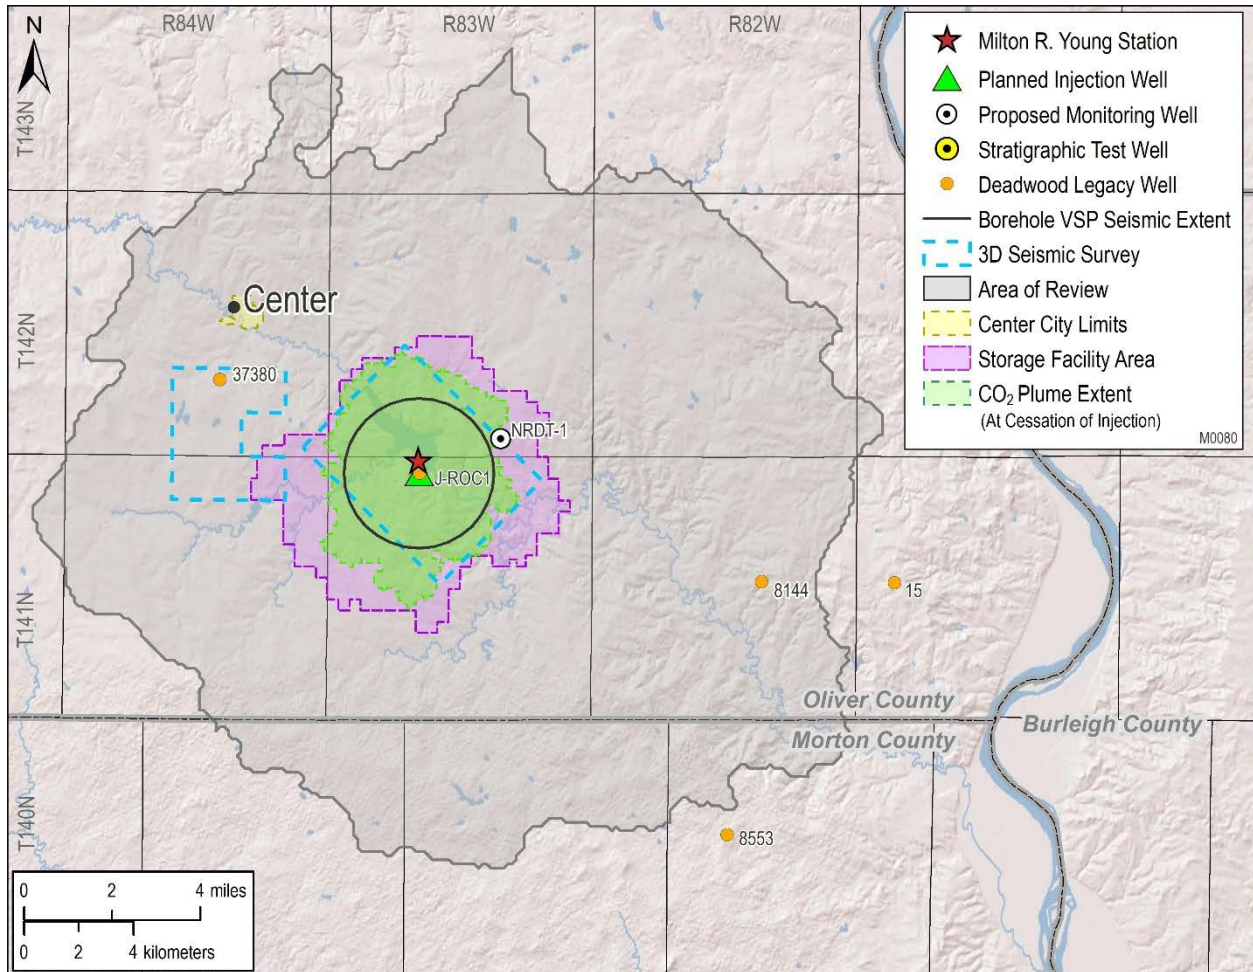 R84W
R83W
R82W
N
T143N
T142N
T141N
T140N
Center
37380
NRDT-1
J-ROC1
8144
15
8553
Oliver County
Morton County
Burleigh County
Milton R. Young Station
Planned Injection Well
Proposed Monitoring Well
Stratigraphic Test Well
Deadwood Legacy Well
Borehole VSP Seismic Extent
3D Seismic Survey
Area of Review
Center City Limits
Storage Facility Area
CO₂ Plume Extent
(At Cessation of Injection)
M0080
0 2 4 miles
0 2 4 kilometers